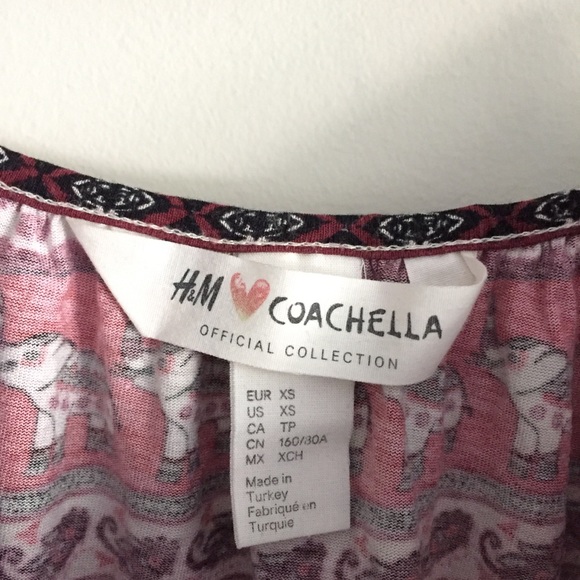 H&M COACHELLA
OFFICIAL COLLECTION
EUR XS
US XS
CA TP
CN 160/80A
MX XCH
Made in
Turkey
Fabriqué en
Turquie